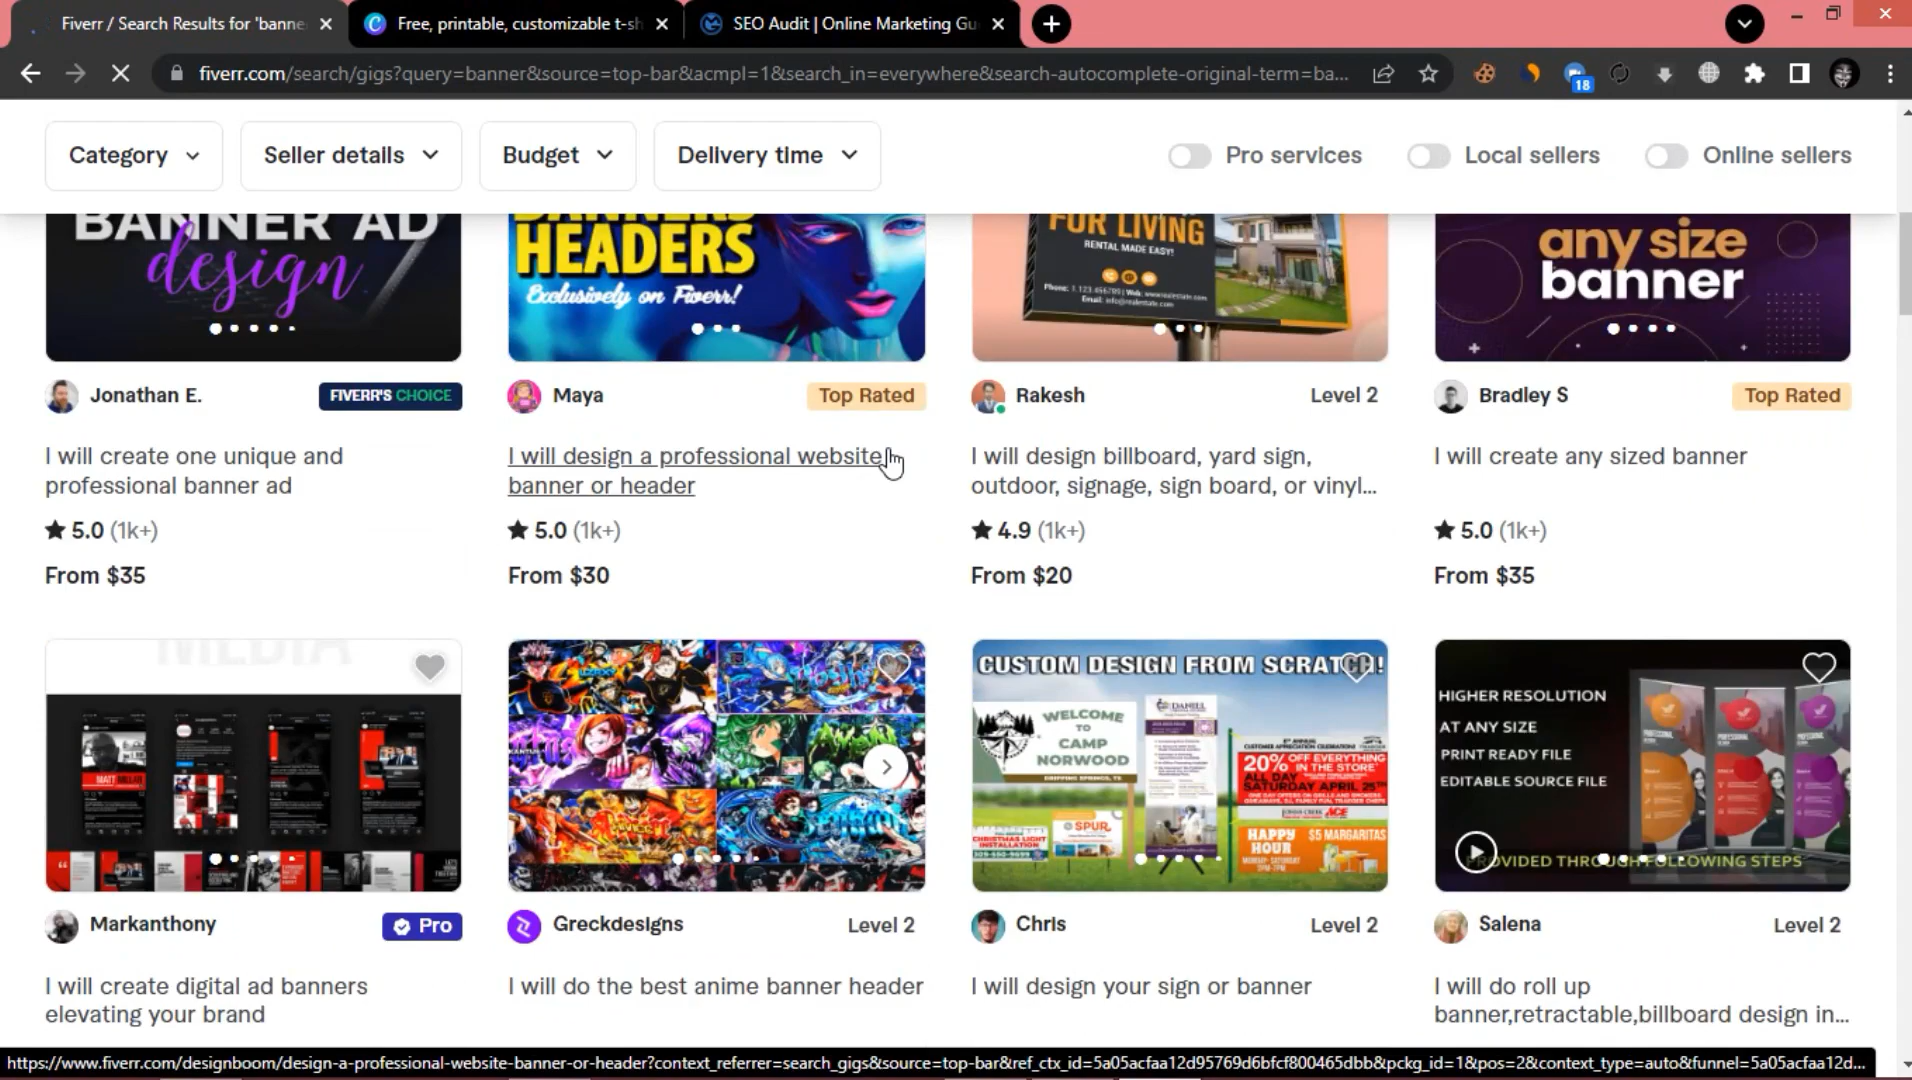 Fiverr / Search Results for 'banne
Free, printable, customizable t-sh
SEO Audit | Online Marketing Gu
fiverr.com/search/gigs?query=banner&source=top-bar&acmpl=1&search_in=everywhere&search-autocomplete-original-term=ba...
18
Category
Seller details
Budget
Delivery time
Pro services
Local sellers
Online sellers
BANNER AD
design
BANNERS
HEADERS
Exclusively on Fiverr!
FOR LIVING
RENTAL MADE EASY!
any size
banner
Jonathan E.
FIVERR'S CHOICE
Maya
Top Rated
Rakesh
Level 2
Bradley S
Top Rated
I will create one unique and
professional banner ad
I will design a professional website
banner or header
I will design billboard, yard sign,
outdoor, signage, sign board, or vinyl...
I will create any sized banner
5.0 (1k+)
5.0 (1k+)
4.9 (1k+)
5.0 (1k+)
From $35
From $30
From $20
From $35
MEDIA
CUSTOM DESIGN FROM SCRATCH!
WELCOME
TO
CAMP
NORWOOD
DRIPPING SPRINGS, TX
20% OFF EVERYTHING
IN THE STORE
ALL DAY
SATURDAY APRIL 25TH
SPUR
HAPPY
HOUR
$5 MARGARITAS
HIGHER RESOLUTION
AT ANY SIZE
PRINT READY FILE
EDITABLE SOURCE FILE
PROVIDED THROUGH FOLLOWING STEPS
Markanthony
Pro
Greckdesigns
Level 2
Chris
Level 2
Salena
Level 2
I will create digital ad banners
elevating your brand
I will do the best anime banner header
I will design your sign or banner
I will do roll up
banner,retractable,billboard design in...
https://www.fiverr.com/designboom/design-a-professional-website-banner-or-header?context_referrer=search_gigs&source=top-bar&ref_ctx_id=5a05acfaa12d95769d6bfcf800465dbb&pckg_id=1&pos=2&context_type=auto&funnel=5a05acfaa12d...